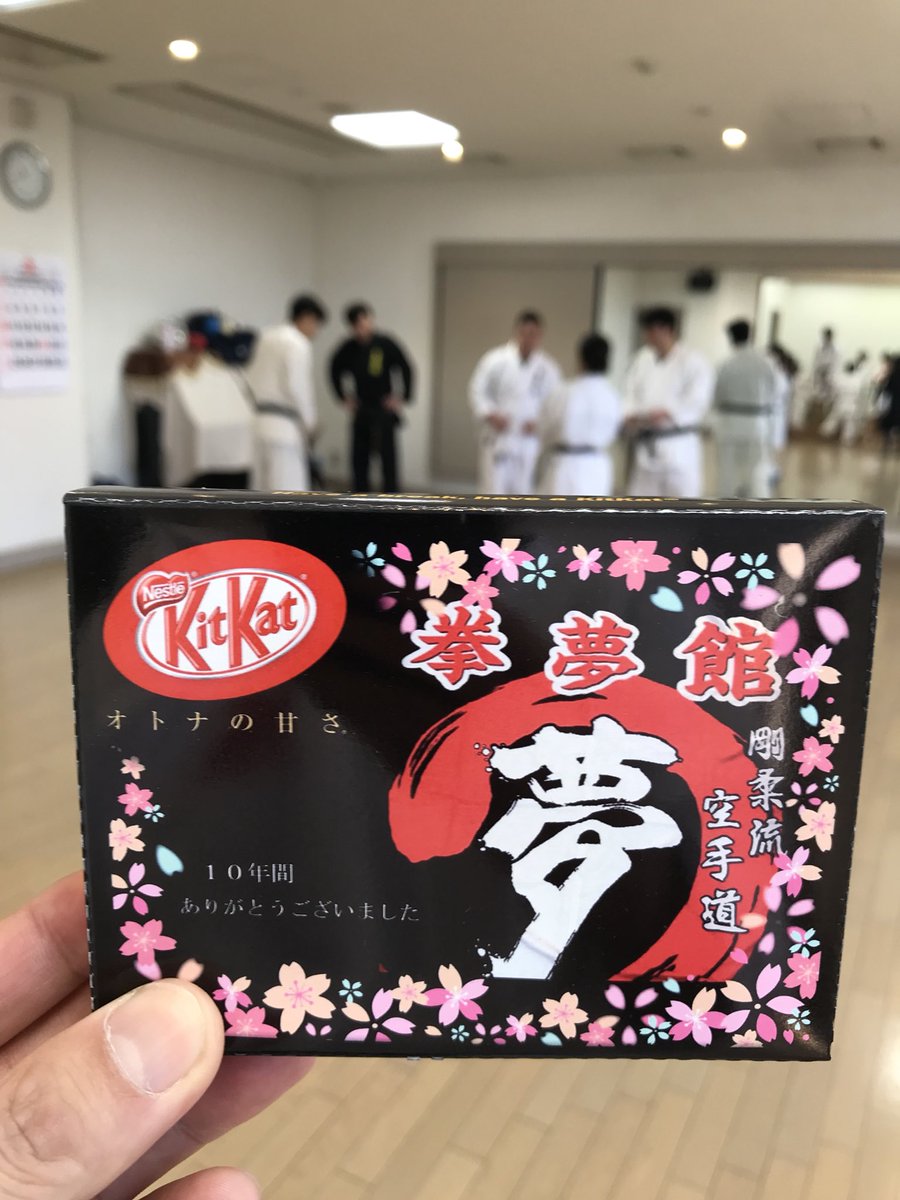 Nestlé
KitKat
オトナの甘さ
拳夢館
夢
剛柔流
空手道
10年間
ありがとうございました